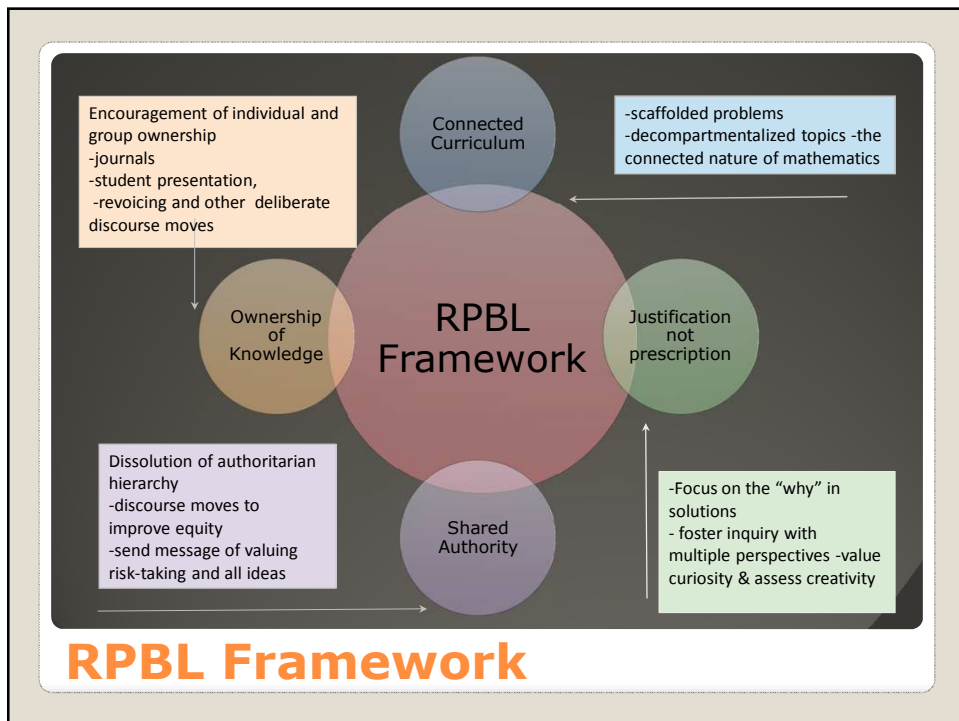 Encouragement of individual and
group ownership
-journals
-student presentation,
-revoicing and other deliberate
discourse moves
Connected
Curriculum
-scaffolded problems
-decompartmentalized topics -the
connected nature of mathematics
Ownership
of
Knowledge
RPBL
Framework
Justification
not
prescription
Dissolution of authoritarian
hierarchy
-discourse moves to
improve equity
-send message of valuing
risk-taking and all ideas
Shared
Authority
-Focus on the “why” in
solutions
- foster inquiry with
multiple perspectives -value
curiosity & assess creativity
RPBL Framework